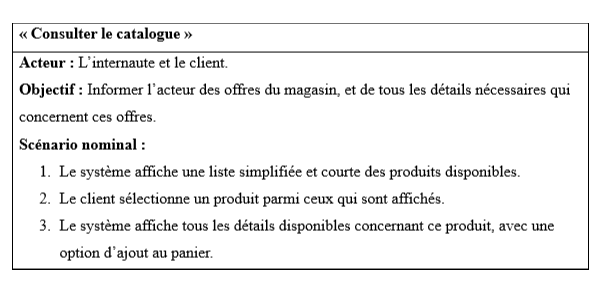 « Consulter le catalogue »
Acteur : L'internaute et le client.
Objectif : Informer l'acteur des offres du magasin, et de tous les détails nécessaires qui
concernent ces offres.
Scénario nominal :
1. Le système affiche une liste simplifiée et courte des produits disponibles.
2. Le client sélectionne un produit parmi ceux qui sont affichés.
3. Le système affiche tous les détails disponibles concernant ce produit, avec une
option d'ajout au panier.